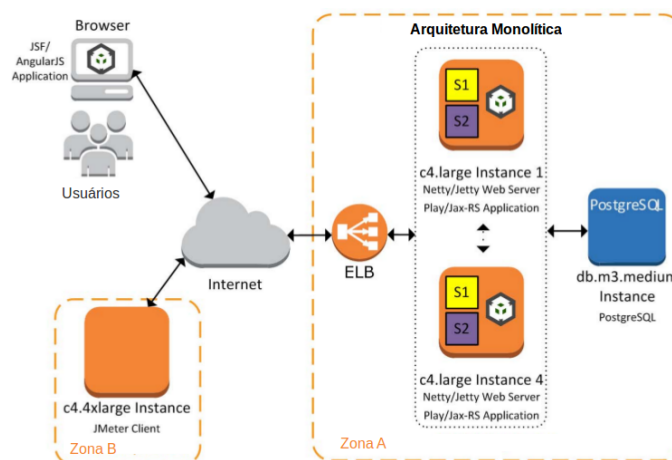 Browser
JSF/
AngularJS
Application
Usuários
Internet
c4.4xlarge Instance
JMeter Client
Zona B
Arquitetura Monolítica
ELB
S1
S2
c4.large Instance 1
Netty/Jetty Web Server
Play/Jax-RS Application
S1
S2
c4.large Instance 4
Netty/Jetty Web Server
Play/Jax-RS Application
PostgreSQL
db.m3.medium
Instance
PostgreSQL
Zona A